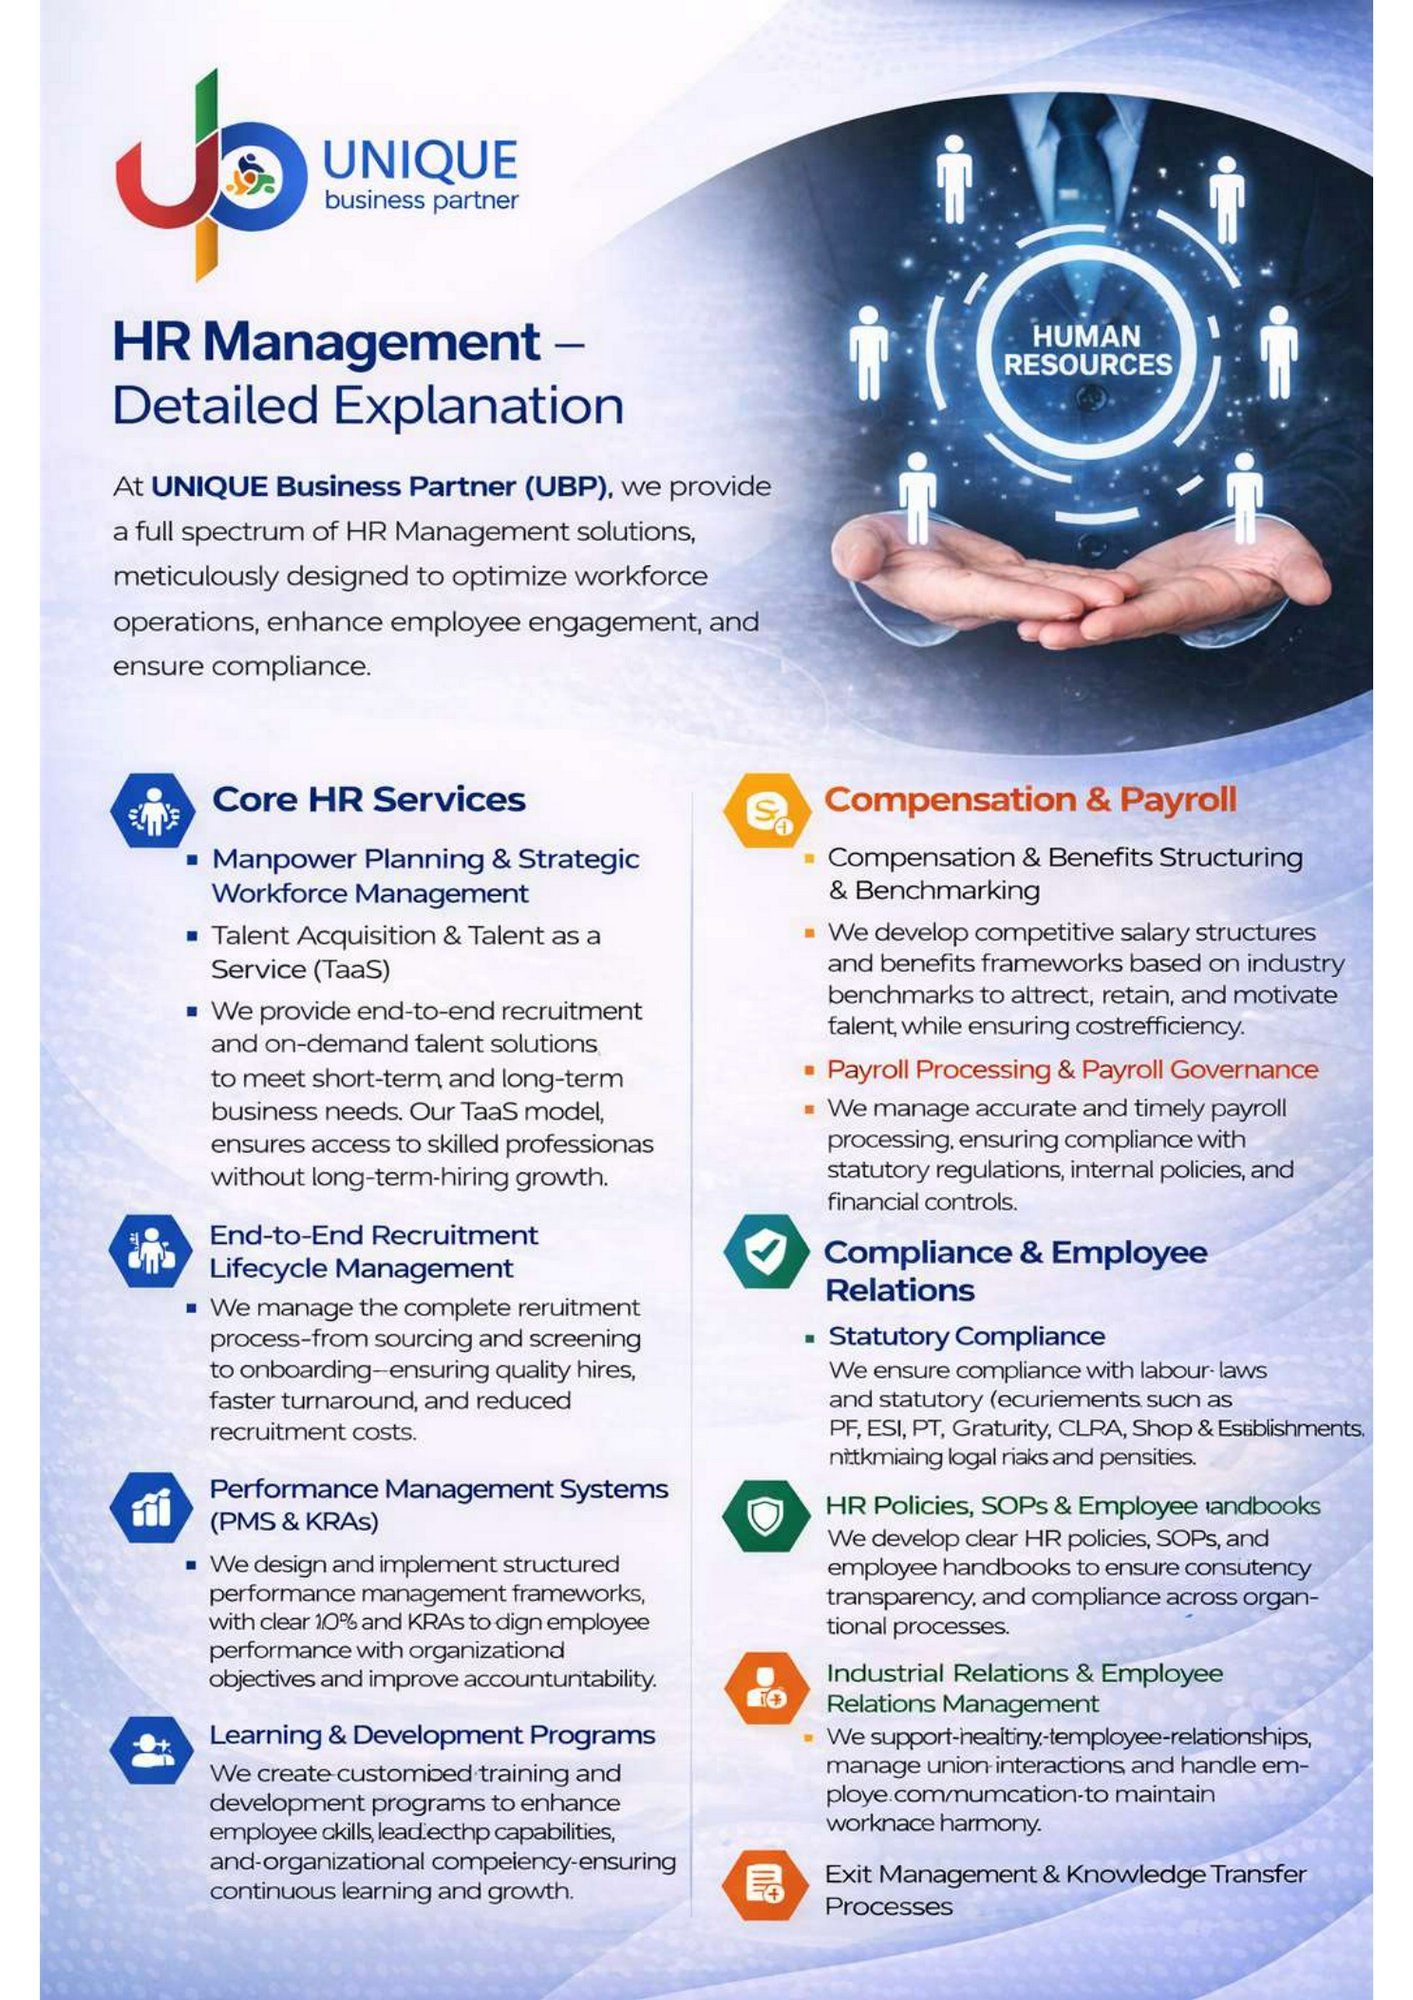 UNIQUE
business partner
HUMAN
RESOURCES
HR Management –
Detailed Explanation
At UNIQUE Business Partner (UBP), we provide
a full spectrum of HR Management solutions,
meticulously designed to optimize workforce
operations, enhance employee engagement, and
ensure compliance.
Core HR Services
Manpower Planning & Strategic
Workforce Management
Talent Acquisition & Talent as a
Service (TaaS)
We provide end-to-end recruitment
and on-demand talent solutions
to meet short-term, and long-term
business needs. Our TaaS model,
ensures access to skilled professionas
without long-term-hiring growth.
End-to-End Recruitment
Lifecycle Management
We manage the complete reruitment
process-from sourcing and screening
to onboarding—ensuring quality hires,
faster turnaround, and reduced
recruitment costs.
Performance Management Systems
(PMS & KRAs)
We design and implement structured
performance management frameworks,
with clear 10% and KRAs to dign employee
performance with organizationd
objectives and improve accountuntability.
Learning & Development Programs
We create customized training and
development programs to enhance
employee ckills, capabilities,
and-organizational compeiency-ensuring
continuous learning and growth.
Compensation & Payroll
Compensation & Benefits Structuring
& Benchmarking
We develop competitive salary structures
and benefits frameworks based on industry
benchmarks to attrect, retain, and motivate
falent, while ensuring costrefficiency.
Payroll Processing & Payroll Governance
We manage accurate and timely payroll
processing, ensuring compliance with
statutory regulations, internal policies, and
financial controls.
Compliance & Employee
Relations
Statutory Compliance
We ensure compliance with labour- laws
and statutory (ecuriements. sucn as
PF, ESI, PT, Graturity, CLRA, Shop & Establishments.
logal risks and pensities.
HR Policies, SOPs & Employee andbooks
We develop clear HR policies, SOPs, and
employee handbooks to ensure consutency
transparency, and compliance across organ-
tional processes.
Industrial Relations & Employee
Relations Management
We support-healtiny-temployee-relationships,
manage union interactions, and handle em-
ploye.commumcation-to maintain
worknace harmony.
Exit Management & Knowledge Transfer
Processes